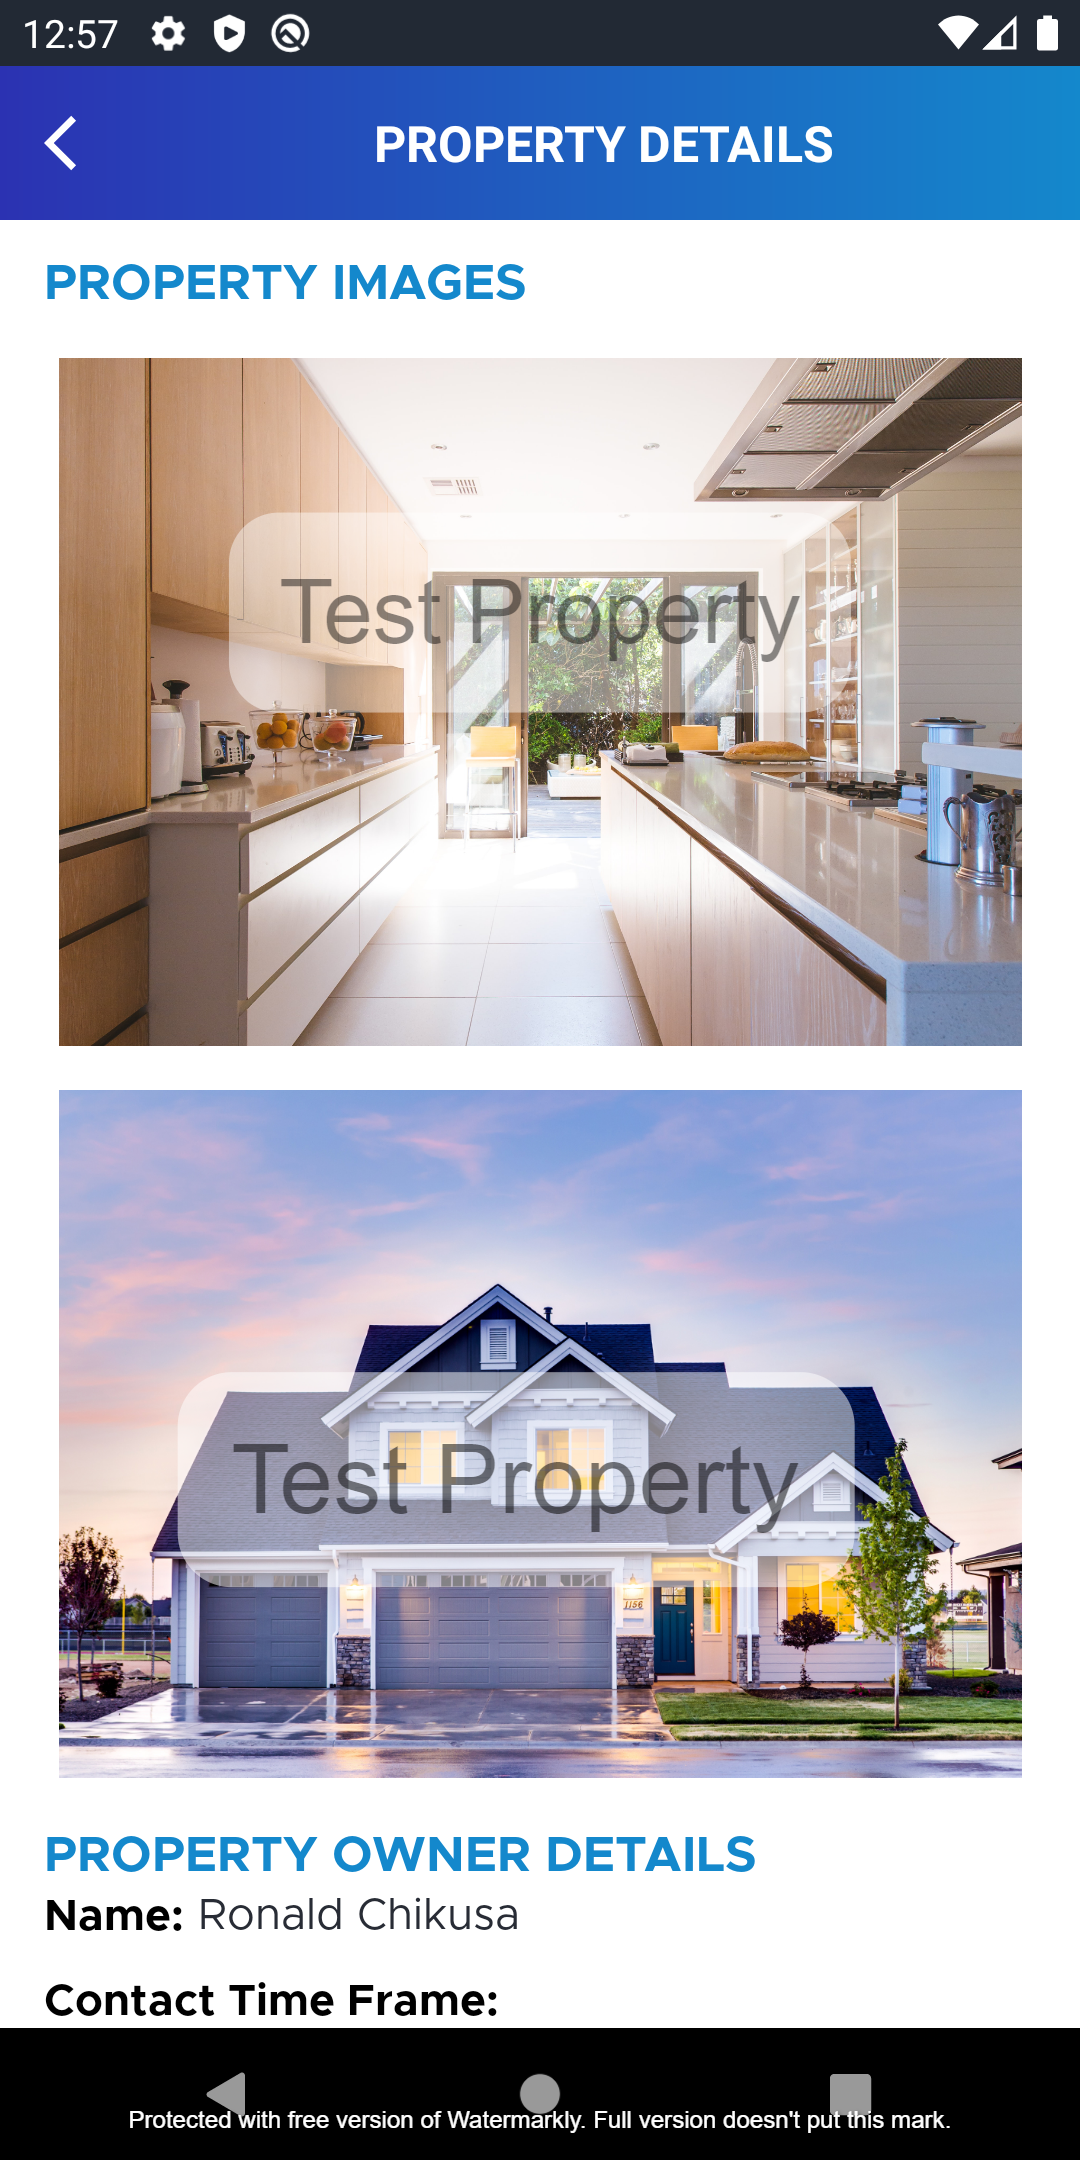 12:57
PROPERTY DETAILS
PROPERTY IMAGES
Test Property
Test Property
1156
PROPERTY OWNER DETAILS
Name: Ronald Chikusa
Contact Time Frame:
Protected with free version of Watermarkly. Full version doesn't put this mark.